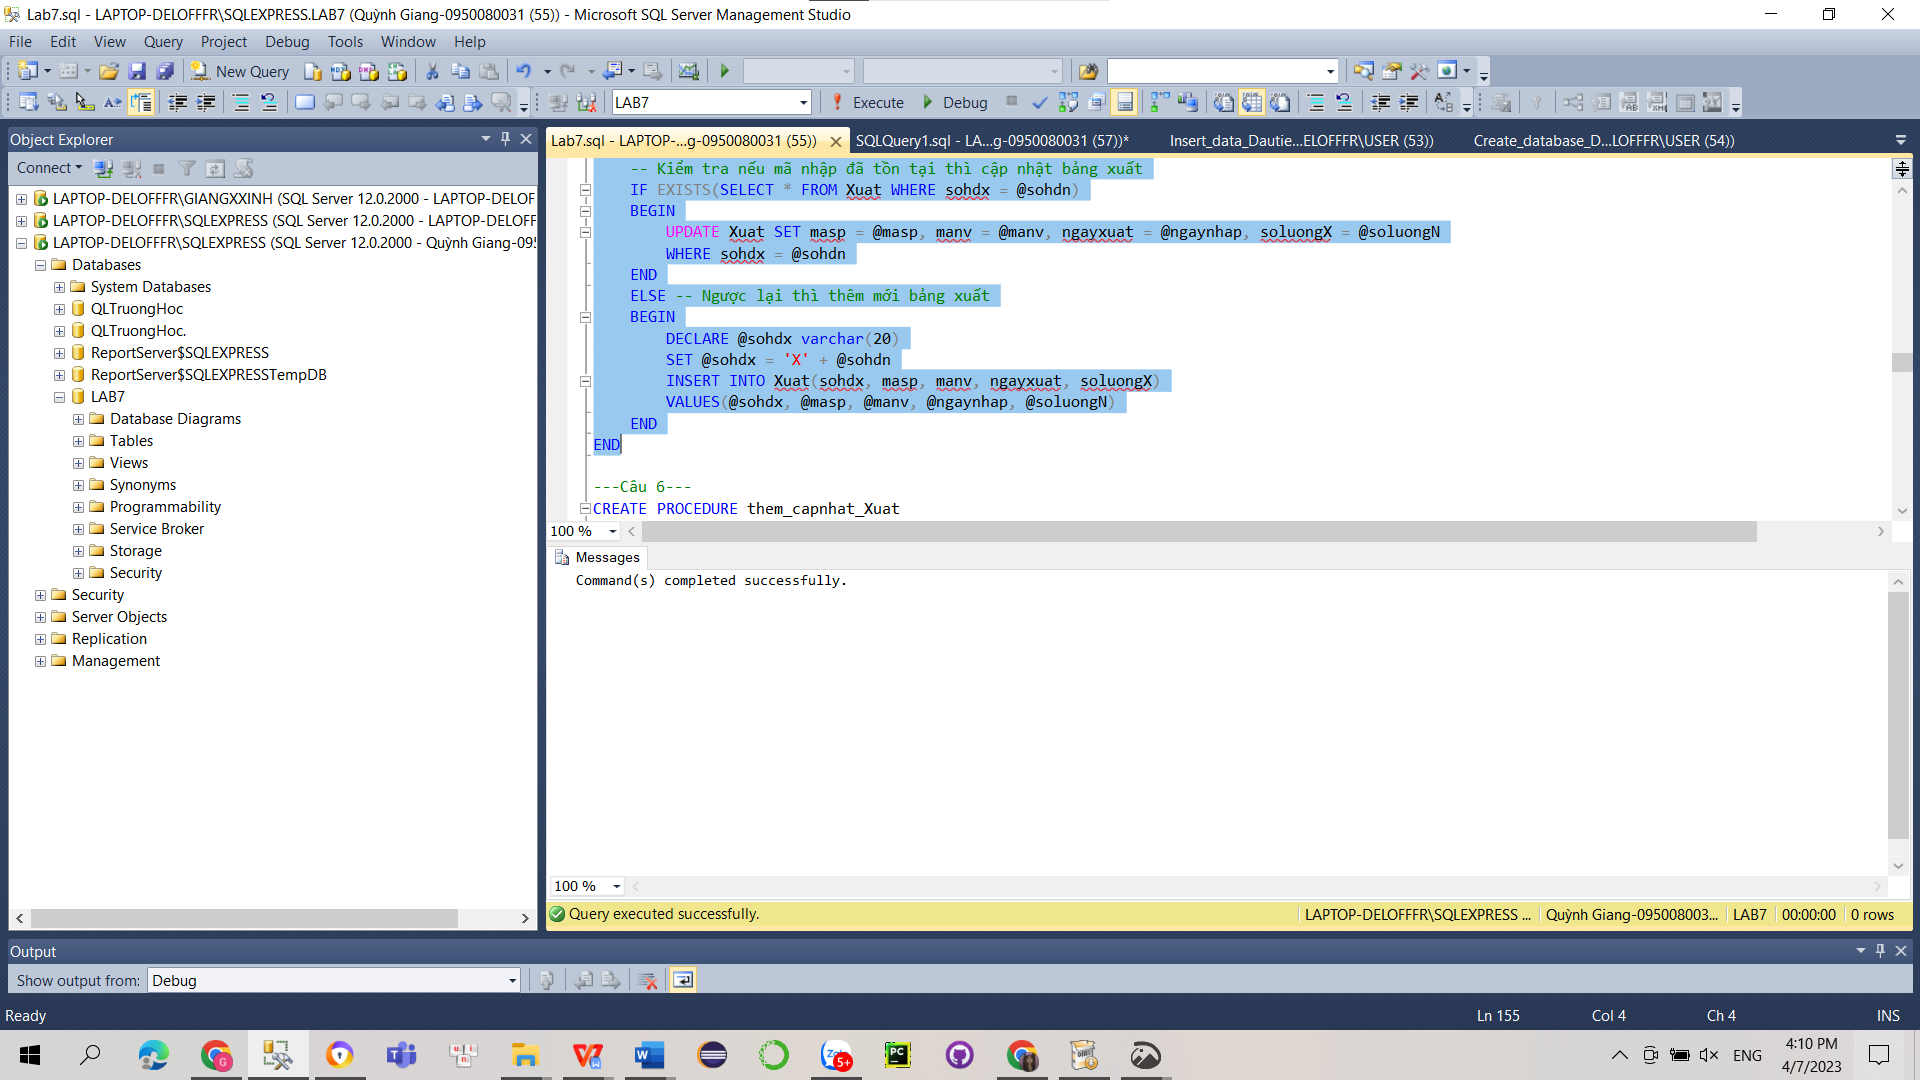 Lab7.sql - LAPTOP-DELOFFFR\SQLEXPRESS.LAB7 (Quỳnh Giang-0950080031 (55)) - Microsoft SQL Server Management Studio
File Edit View Query Project Debug Tools Window Help
New Query
LAB7 Execute Debug
Object Explorer
Connect
LAPTOP-DELOFFFR\GIANGXXINH (SQL Server 12.0.2000 - LAPTOP-DELOF
LAPTOP-DELOFFFR\SQLEXPRESS (SQL Server 12.0.2000 - LAPTOP-DELOFF
LAPTOP-DELOFFFR\SQLEXPRESS (SQL Server 12.0.2000 - Quỳnh Giang-095
Databases
System Databases
QLTruongHoc
QLTruongHoc.
ReportServer$SQLEXPRESS
ReportServer$SQLEXPRESSTempDB
LAB7
Database Diagrams
Tables
Views
Synonyms
Programmability
Service Broker
Storage
Security
Security
Server Objects
Replication
Management
Lab7.sql - LAPTOP-...g-0950080031 (55)) SQLQuery1.sql - LA...g-0950080031 (57))* Insert_data_Dautie...ELOFFFR\USER (53)) Create_database_D...LOFFFR\USER (54))
-- Kiểm tra nếu mã nhập đã tồn tại thì cập nhật bảng xuất
IF EXISTS(SELECT * FROM Xuat WHERE sohdx = @sohdn)
BEGIN
UPDATE Xuat SET masp = @masp, manv = @manv, ngayxuat = @ngaynhap, soluongX = @soluongN
WHERE sohdx = @sohdn
END
ELSE -- Ngược lại thì thêm mới bảng xuất
BEGIN
DECLARE @sohdx varchar(20)
SET @sohdx = 'X' + @sohdn
INSERT INTO Xuat(sohdx, masp, manv, ngayxuat, soluongX)
VALUES(@sohdx, @masp, @manv, @ngaynhap, @soluongN)
END
END
---Câu 6---
CREATE PROCEDURE them_capnhat_Xuat
100 %
Messages
Command(s) completed successfully.
100 %
Query executed successfully. LAPTOP-DELOFFFR\SQLEXPRESS ... Quỳnh Giang-095008003... LAB7 00:00:00 0 rows
Output
Show output from: Debug
Ready Ln 155 Col 4 Ch 4 INS
ENG 4:10 PM
4/7/2023